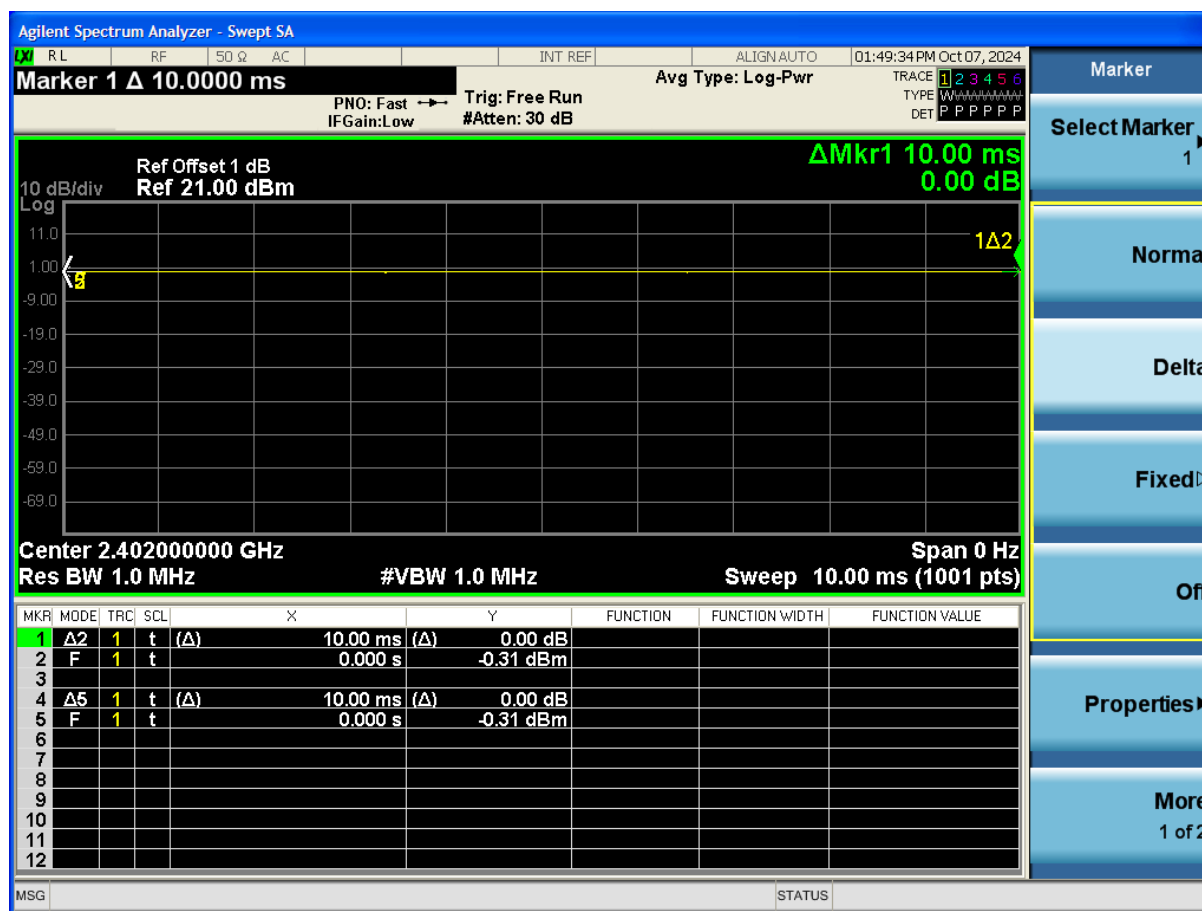 Agilent Spectrum Analyzer - Swept SA
LXI RL RF 50 Ω AC INT REF ALIGN AUTO 01:49:34 PM Oct 07, 2024
Marker 1 Δ 10.0000 ms
Avg Type: Log-Pwr
TRACE 1 2 3 4 5 6
TYPE WWWWWW
DET P P P P P P
PNO: Fast
IFGain:Low
Trig: Free Run
#Atten: 30 dB
ΔMkr1 10.00 ms
0.00 dB
Ref Offset 1 dB
10 dB/div Ref 21.00 dBm
Log
11.0
1.00
-9.00
-19.0
-29.0
-39.0
-49.0
-59.0
-69.0
1Δ2
Center 2.402000000 GHz Span 0 Hz
Res BW 1.0 MHz #VBW 1.0 MHz Sweep 10.00 ms (1001 pts)
MKR MODE TRC SCL X Y FUNCTION FUNCTION WIDTH FUNCTION VALUE
1 Δ2 1 t (Δ) 10.00 ms (Δ) 0.00 dB
2 F 1 t 0.000 s -0.31 dBm
3
4 Δ5 1 t (Δ) 10.00 ms (Δ) 0.00 dB
5 F 1 t 0.000 s -0.31 dBm
6
7
8
9
10
11
12
MSG STATUS
Marker
Select Marker
1
Norma
Delta
Fixed
Of
Properties
More
1 of 2